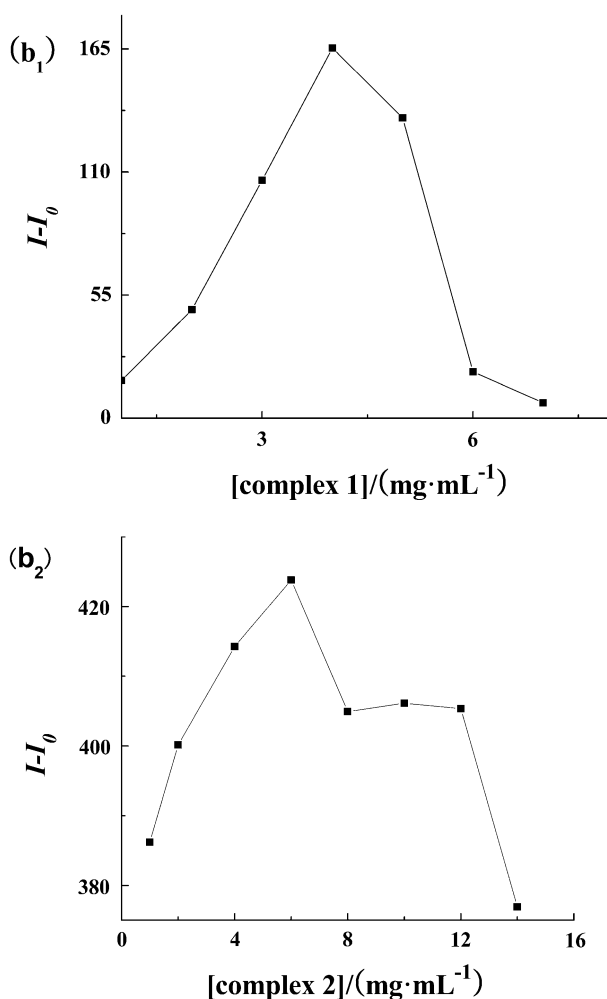 (b₁)
165
110
55
0
I-I₀
3 6
[complex 1]/(mg·mL⁻¹)
(b₂)
420
400
380
I-I₀
0 4 8 12 16
[complex 2]/(mg·mL⁻¹)